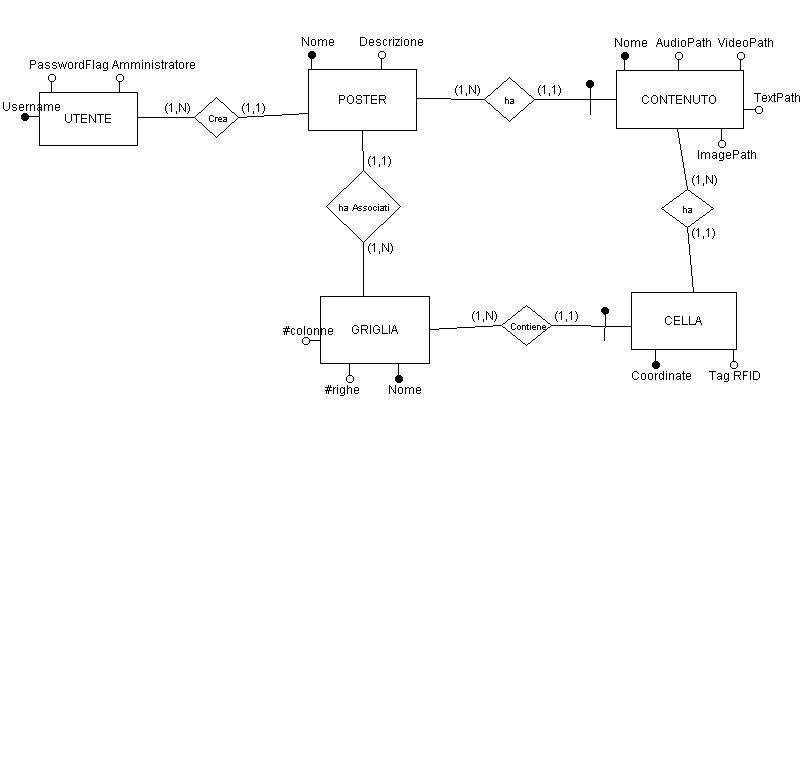 Nome
Descrizione
Nome
AudioPath
VideoPath
PasswordFlag Amministratore
Username
UTENTE
(1,N)
Crea
(1,1)
POSTER
(1,N)
ha
(1,1)
CONTENUTO
TextPath
ImagePath
(1,1)
ha Associati
(1,N)
(1,N)
ha
(1,1)
#colonne
GRIGLIA
(1,N)
Contiene
(1,1)
CELLA
#righe
Nome
Coordinate
Tag RFID